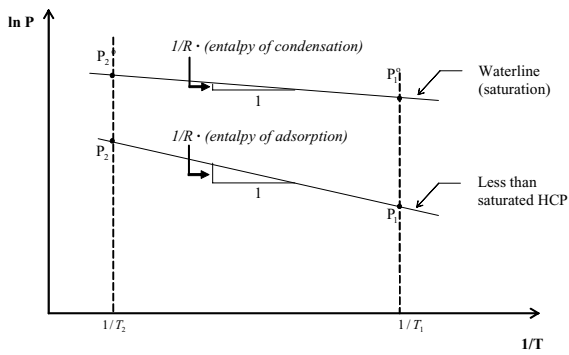 ln P
1/R · (entalpy of condensation)
P₂°
1
P₁°
Waterline
(saturation)
1/R · (entalpy of adsorption)
P₂
1
Less than
saturated HCP
P₁
1/T₂
1/T₁
1/T